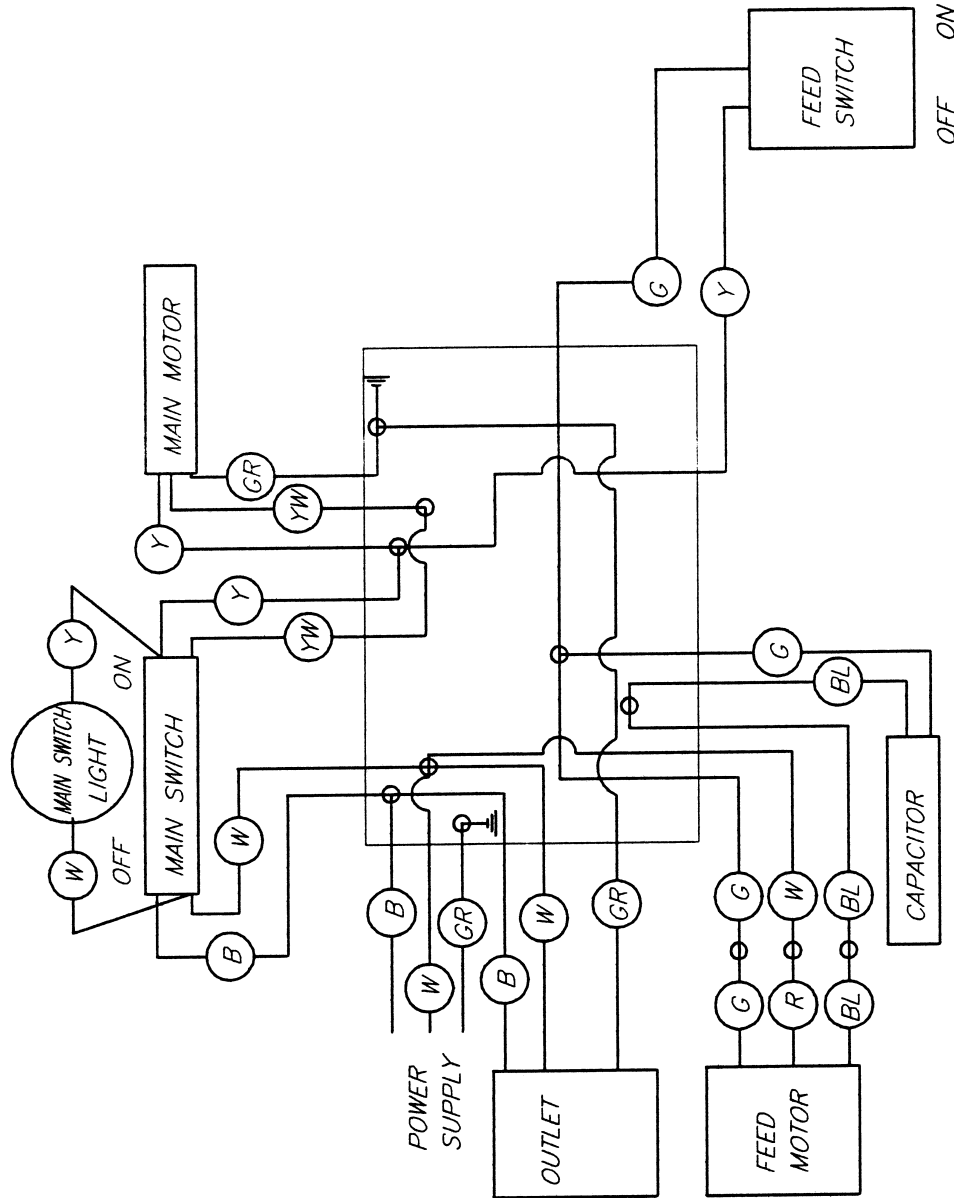 W
MAIN SWITCH
LIGHT
Y
OFF
ON
MAIN SWITCH
Y
MAIN MOTOR
B
W
Y
GR
YW
YW
POWER
SUPPLY
B
W
GR
OUTLET
B
W
GR
G
Y
FEED
MOTOR
G
G
R
W
BL
BL
G
BL
FEED
SWITCH
CAPACITOR
OFF
ON